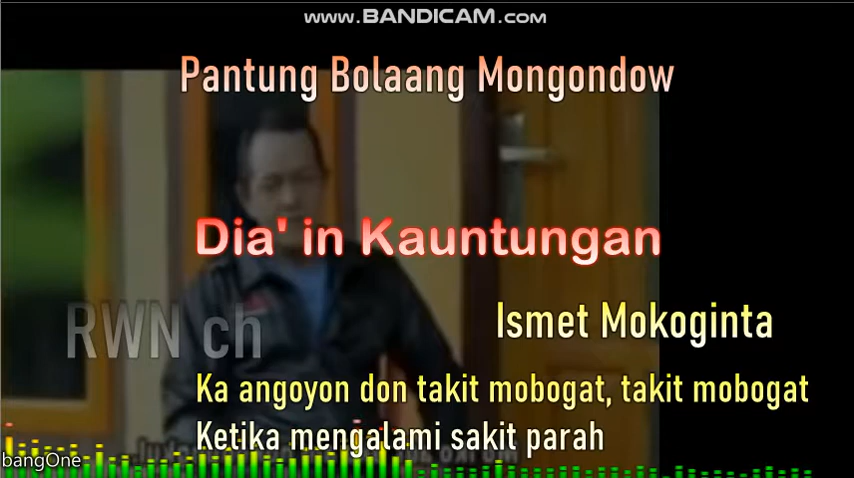 WWW.BANDICAM.COM
Pantung Bolaang Mongondow
Dia' in Kauntungan
RWN ch
Ismet Mokoginta
Ka angoyon don takit mobogat, takit mobogat
Ketika mengalami sakit parah
bangOne